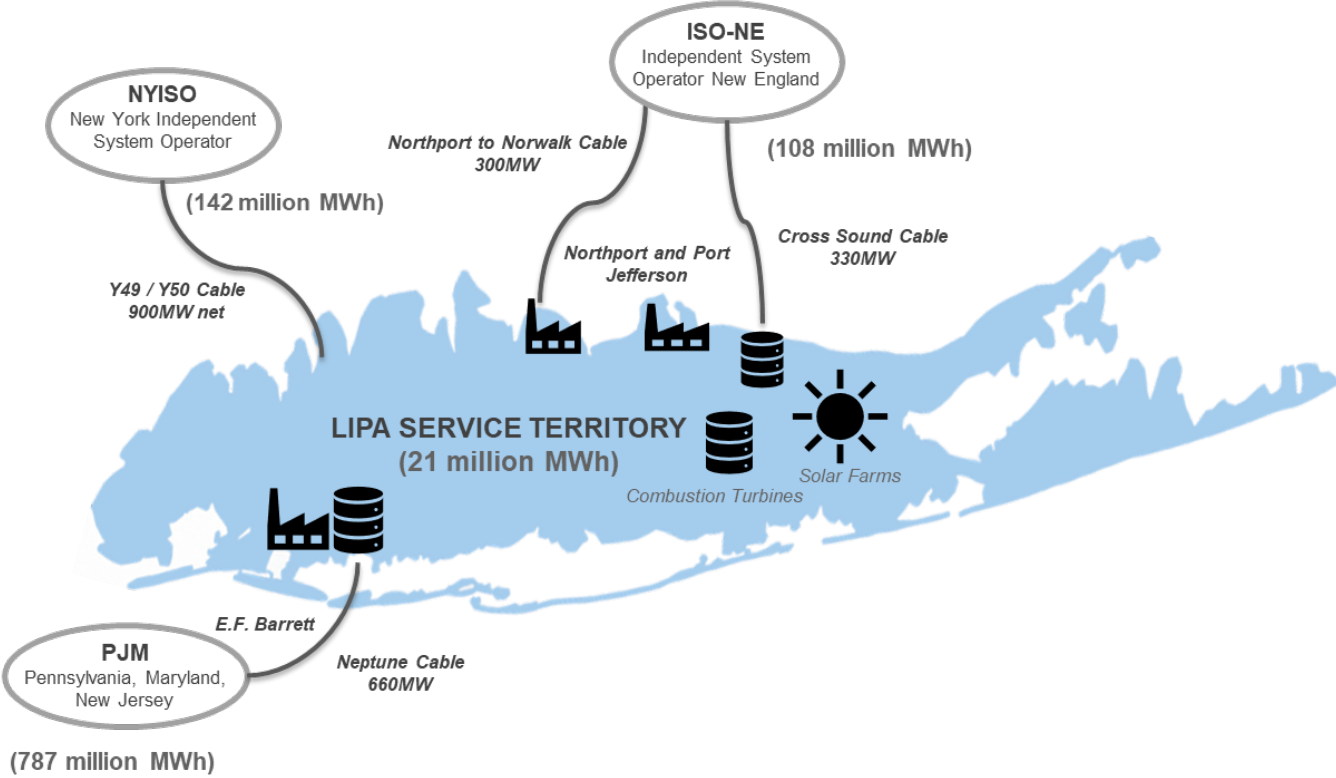 ISO-NE
Independent System
Operator New England
NYISO
New York Independent
System Operator
Northport to Norwalk Cable
300MW
(108 million MWh)
(142 million MWh)
Cross Sound Cable
330MW
Northport and Port
Jefferson
Y49 / Y50 Cable
900MW net
LIPA SERVICE TERRITORY
(21 million MWh)
Solar Farms
Combustion Turbines
E.F. Barrett
PJM
Pennsylvania, Maryland,
New Jersey
Neptune Cable
660MW
(787 million MWh)